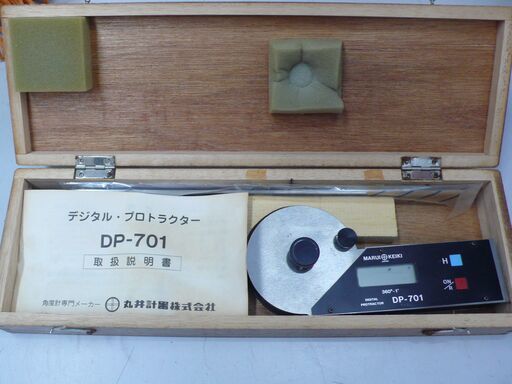 デジタル・プロトラクター
DP-701
取扱説明書
角度計専門メーカー 丸井計器株式会社
MARUI KEIKI
360°-1'
DIGITAL PROTRACTOR
DP-701
H
ON/R